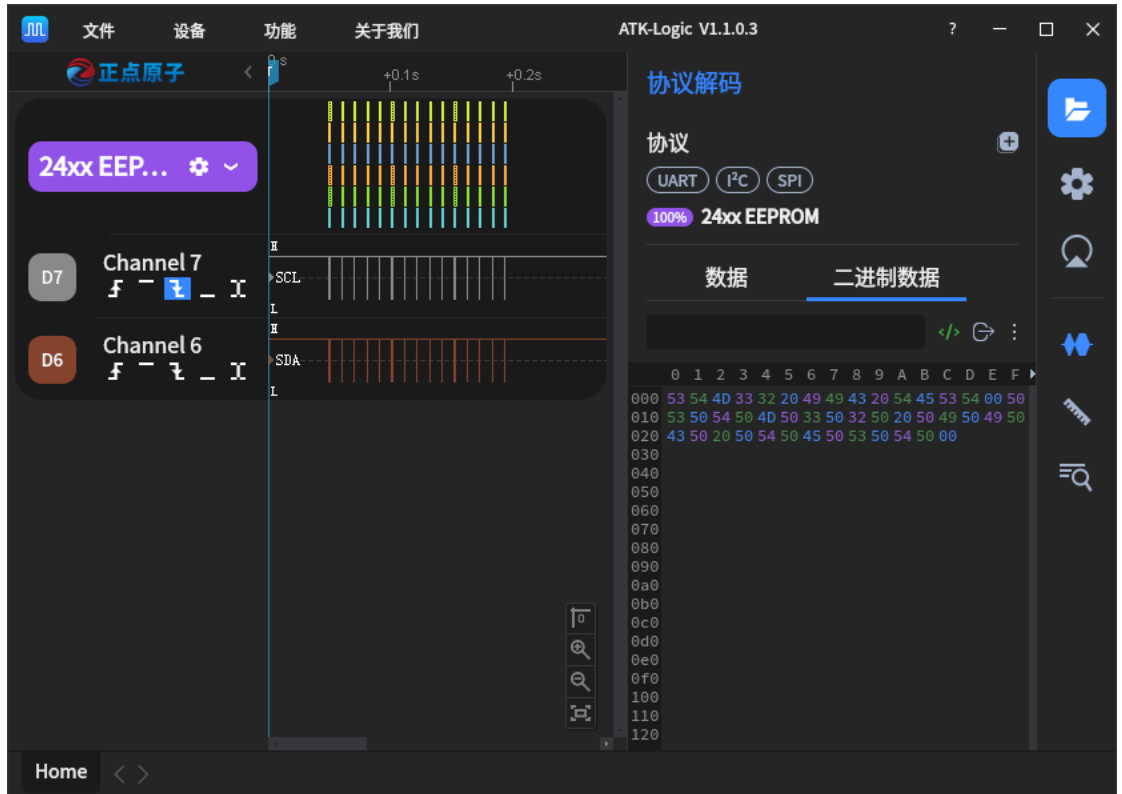 文件 设备 功能 关于我们 ATK-Logic V1.1.0.3 ?
正点原子
0 s
+0.1s +0.2s
T
24xx EEP...
D7
Channel 7
H
SCL
L
D6
Channel 6
H
SDA
L
协议解码
协议
UART I²C SPI
100% 24xx EEPROM
数据 二进制数据
</>
0 1 2 3 4 5 6 7 8 9 A B C D E F
000 53 54 4D 33 32 20 49 49 43 20 54 45 53 54 00 50
010 53 50 54 50 4D 50 33 50 32 50 20 50 49 50 49 50
020 43 50 20 50 54 50 45 50 53 50 54 50 00
030
040
050
060
070
080
090
0a0
0b0
0c0
0d0
0e0
0f0
100
110
120
Home